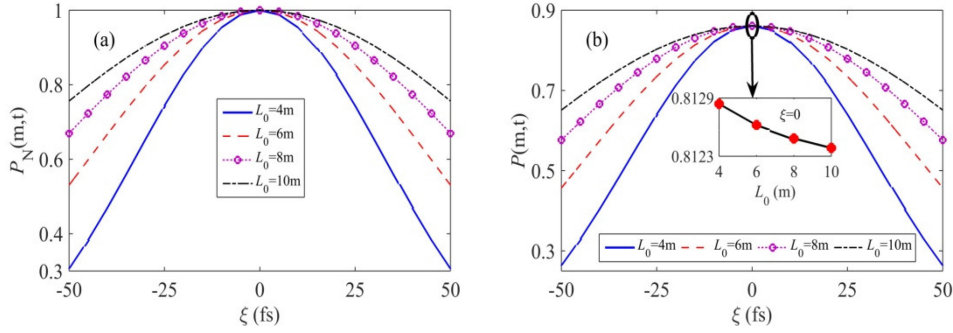 (a)
1
0.8
1
0.6
0.4
0.3
-50
-25
0
25
50
ξ (fs)
P_N(m,t)
L_0=4m
L_0=6m
L_0=8m
L_0=10m
(b)
0.9
0.7
0.5
0.3
-50
-25
0
25
50
ξ (fs)
P(m,t)
0.8129
0.8123
ξ=0
4
6
8
10
L_0 (m)
L_0=4m
L_0=6m
L_0=8m
L_0=10m